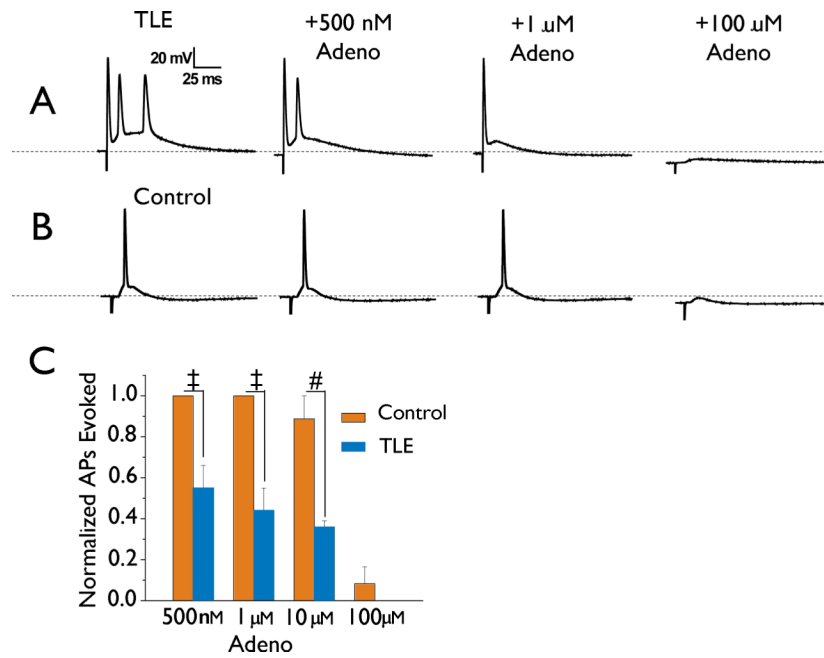 TLE +500 nM Adeno +1 µM Adeno +100 µM Adeno
20 mV
25 ms
A
Control
B
C
Normalized APs Evoked
1.0
0.8
0.6
0.4
0.2
0.0
‡ ‡ #
Control
TLE
500nM 1 µM 10 µM 100µM
Adeno